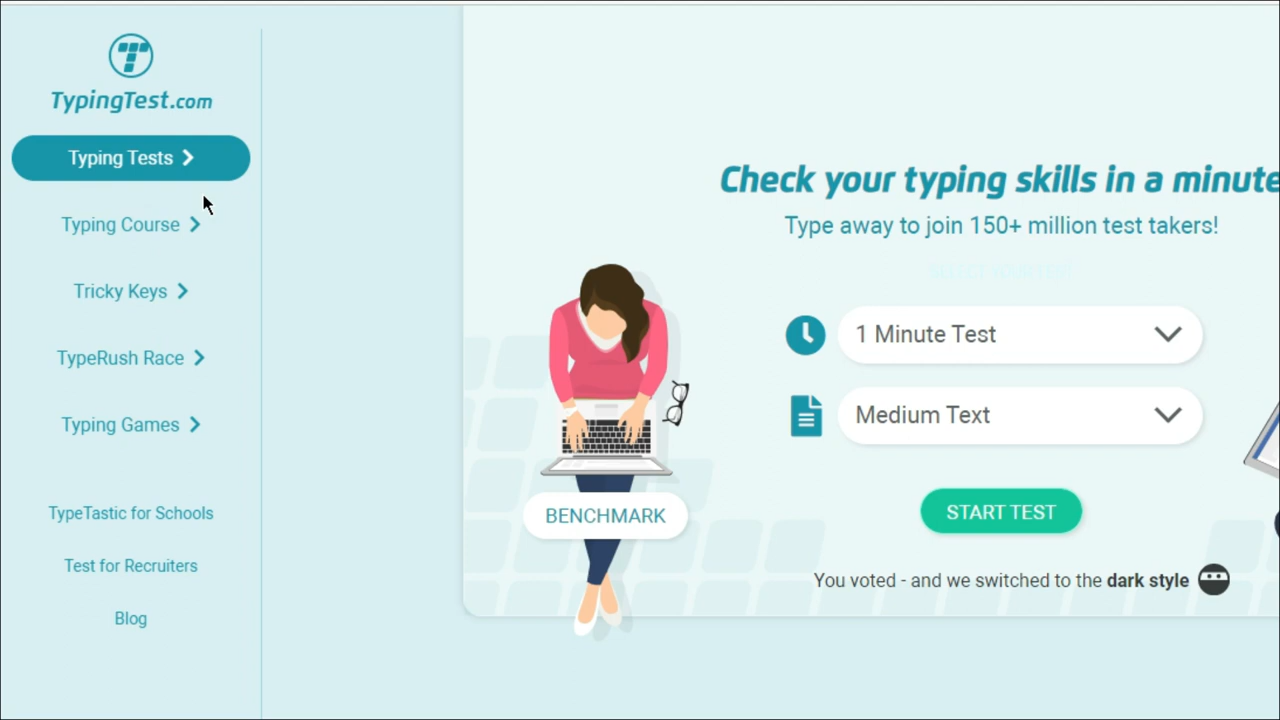 TypingTest.com
Typing Tests
Typing Course
Tricky Keys
TypeRush Race
Typing Games
TypeTastic for Schools
Test for Recruiters
Blog
Check your typing skills in a minute
Type away to join 150+ million test takers!
1 Minute Test
Medium Text
BENCHMARK
START TEST
You voted - and we switched to the dark style